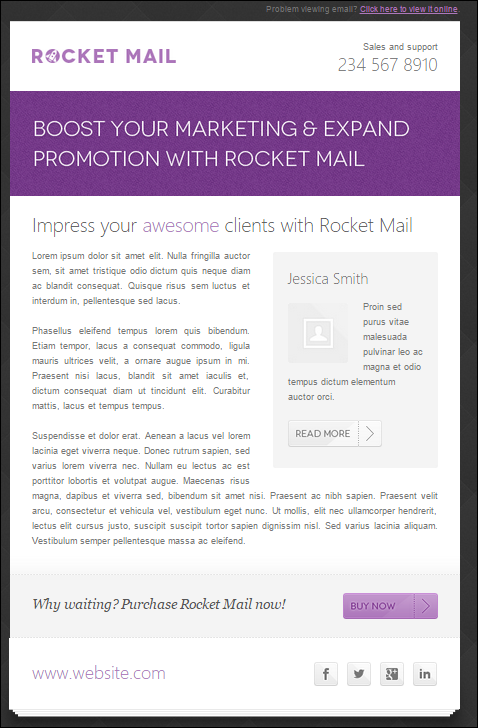 Problem viewing email? Click here to view it online.
ROCKET MAIL
Sales and support
234 567 8910
BOOST YOUR MARKETING & EXPAND
PROMOTION WITH ROCKET MAIL
Impress your awesome clients with Rocket Mail
Lorem ipsum dolor sit amet elit. Nulla fringilla auctor
sem, sit amet tristique odio dictum quis neque diam
ac blandit consequat. Quisque risus sem luctus et
interdum in, pellentesque sed lacus.
Phasellus eleifend tempus lorem quis bibendum.
Etiam tempor, lacus a consequat commodo, ligula
mauris ultrices velit, a ornare augue ipsum in mi.
Praesent nisi lacus, blandit sit amet iaculis et,
dictum consequat diam ut tincidunt elit. Curabitur
mattis, lacus et tempus tempus.
Suspendisse et dolor erat. Aenean a lacus vel lorem
lacinia eget viverra neque. Donec rutrum sapien, sed
varius lorem viverra nec. Nullam eu lectus ac est
porttitor lobortis et volutpat augue. Maecenas risus
magna, dapibus et viverra sed, bibendum sit amet nisi. Praesent ac nibh sapien. Praesent velit
arcu, consectetur et vehicula vel, vestibulum eget nunc. Ut mollis, elit nec ullamcorper hendrerit,
lectus elit cursus justo, suscipit suscipit tortor sapien dignissim nisl. Sed varius lacinia aliquam.
Vestibulum semper pellentesque massa ac eleifend.
Jessica Smith
Proin sed
purus vitae
malesuada
pulvinar leo ac
magna et odio
tempus dictum elementum
auctor orci.
READ MORE
Why waiting? Purchase Rocket Mail now!
BUY NOW
www.website.com